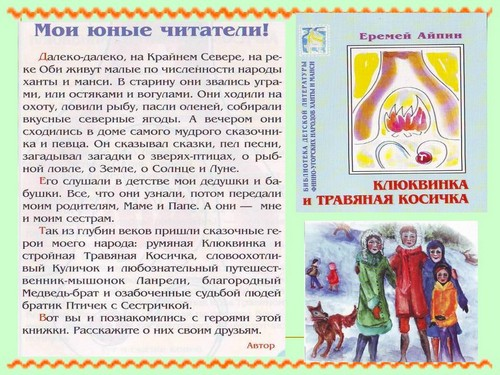 Мои юные читатели!
Далеко-далеко, на Крайнем Севере, на ре-
ке Оби живут малые по численности народы
ханты и манси. В старину они звались угра-
ми, или остяками и вогулами. Они ходили на
охоту, ловили рыбу, пасли оленей, собирали
вкусные северные ягоды. А вечером они
сходились в доме самого мудрого сказочни-
ка и певца. Он сказывал сказки, пел песни,
загадывал загадки о зверях-птицах, о рыб-
ной ловле, о Земле, о Солнце и Луне.
Его слушали в детстве мои дедушки и ба-
бушки. Все, что они узнали, потом передали
моим родителям, Маме и Папе. А они — мне
и моим сестрам.
Так из глубин веков пришли сказочные ге-
рои моего народа: румяная Клюквинка и
стройная Травяная Косичка, словоохотли-
вый Куличок и любознательный путешест-
венник-мышонок Ланрели, благородный
Медведь-брат и озабоченные судьбой людей
братик Птичек с Сестричкой.
Вот вы и познакомились с героями этой
книжки. Расскажите о них своим друзьям.
Автор
Еремей Айпин
БИБЛИОТЕКА ДЕТСКОЙ ЛИТЕРАТУРЫ
ФИННО-УГОРСКИХ НАРОДОВ ХАНТЫ И МАНСИ
КЛЮКВИНКА
И ТРАВЯНАЯ КОСИЧКА